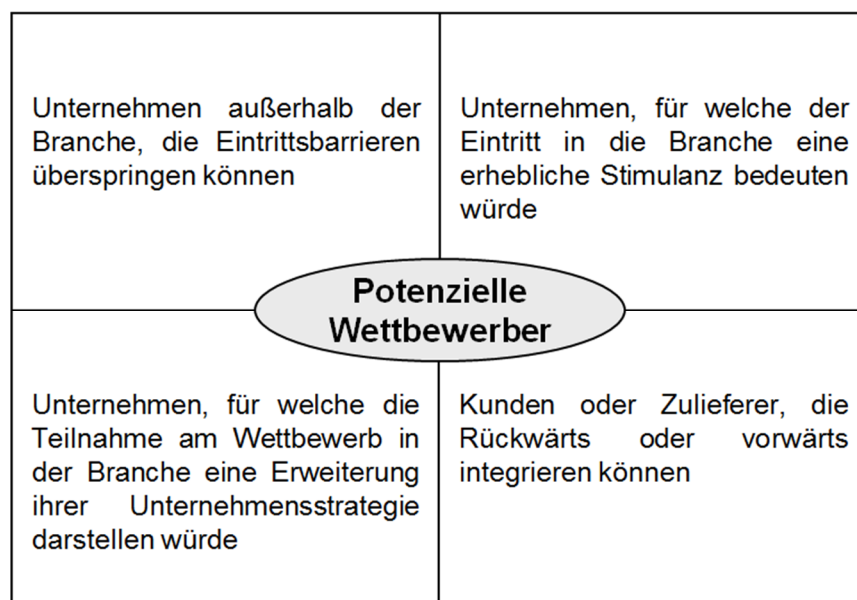 Unternehmen außerhalb der
Branche, die Eintrittsbarrieren
überspringen können
Unternehmen, für welche der
Eintritt in die Branche eine
erhebliche Stimulanz bedeuten
würde
Potenzielle
Wettbewerber
Unternehmen, für welche die
Teilnahme am Wettbewerb in
der Branche eine Erweiterung
ihrer Unternehmensstrategie
darstellen würde
Kunden oder Zulieferer, die
Rückwärts oder vorwärts
integrieren können